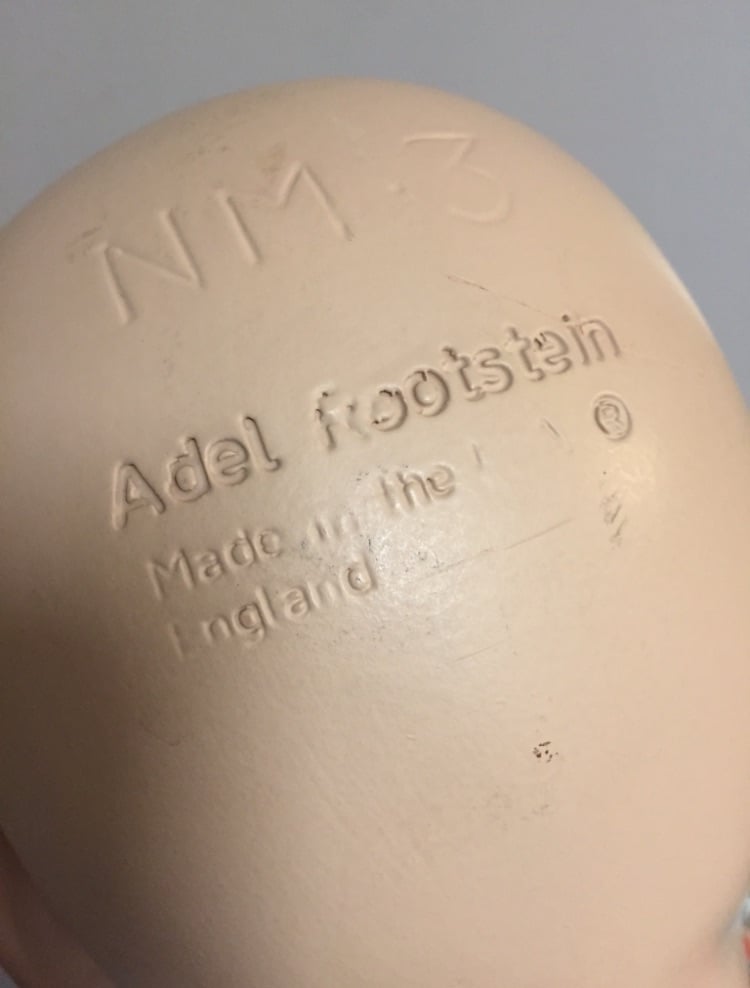 NM.3
Adel Rootstein
®
Made in the
England